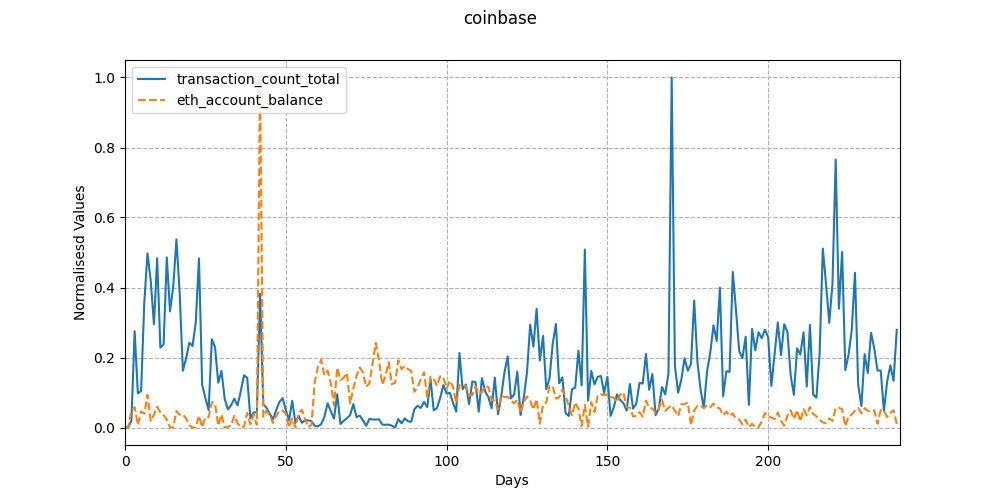 coinbase
transaction_count_total
eth_account_balance
Normalisesd Values
1.0
0.8
0.6
0.4
0.2
0.0
0 50 100 150 200
Days